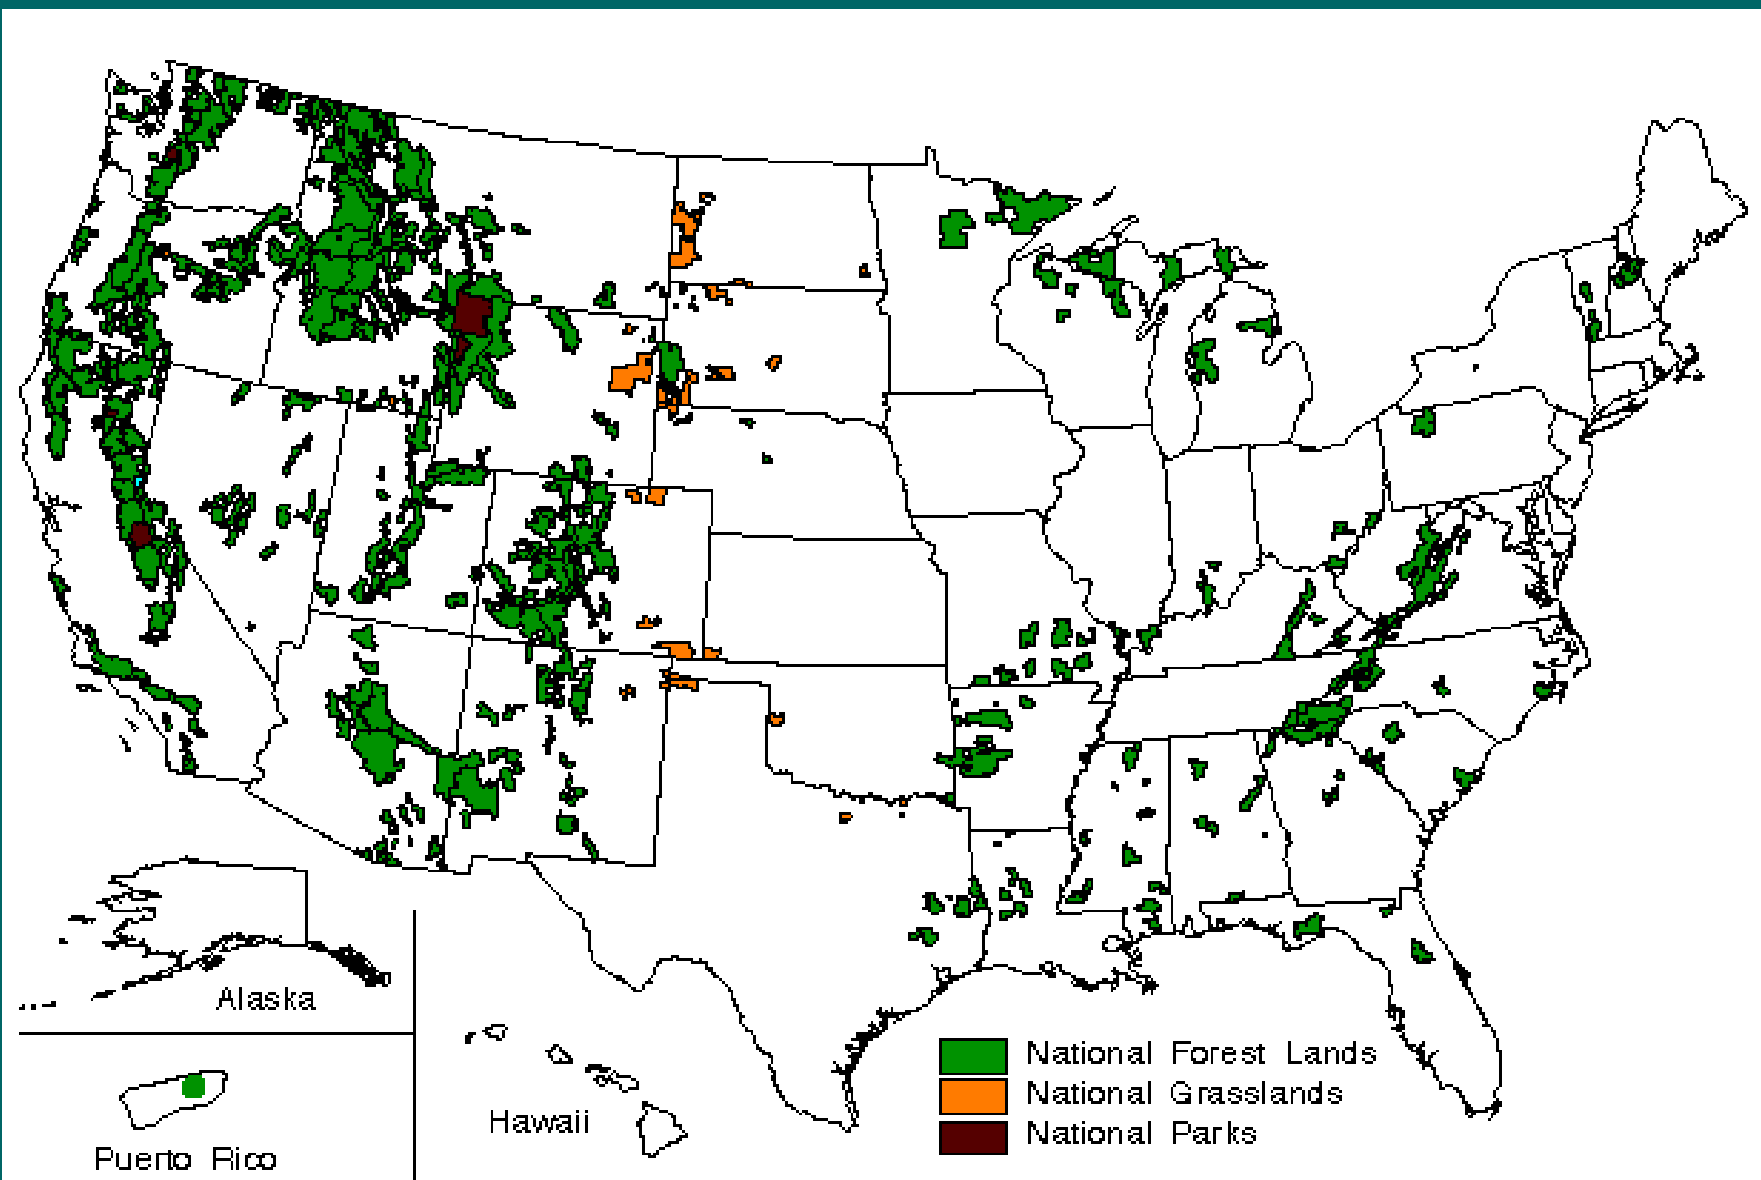 Alaska
Puerto Rico
Hawaii
National Forest Lands
National Grasslands
National Parks